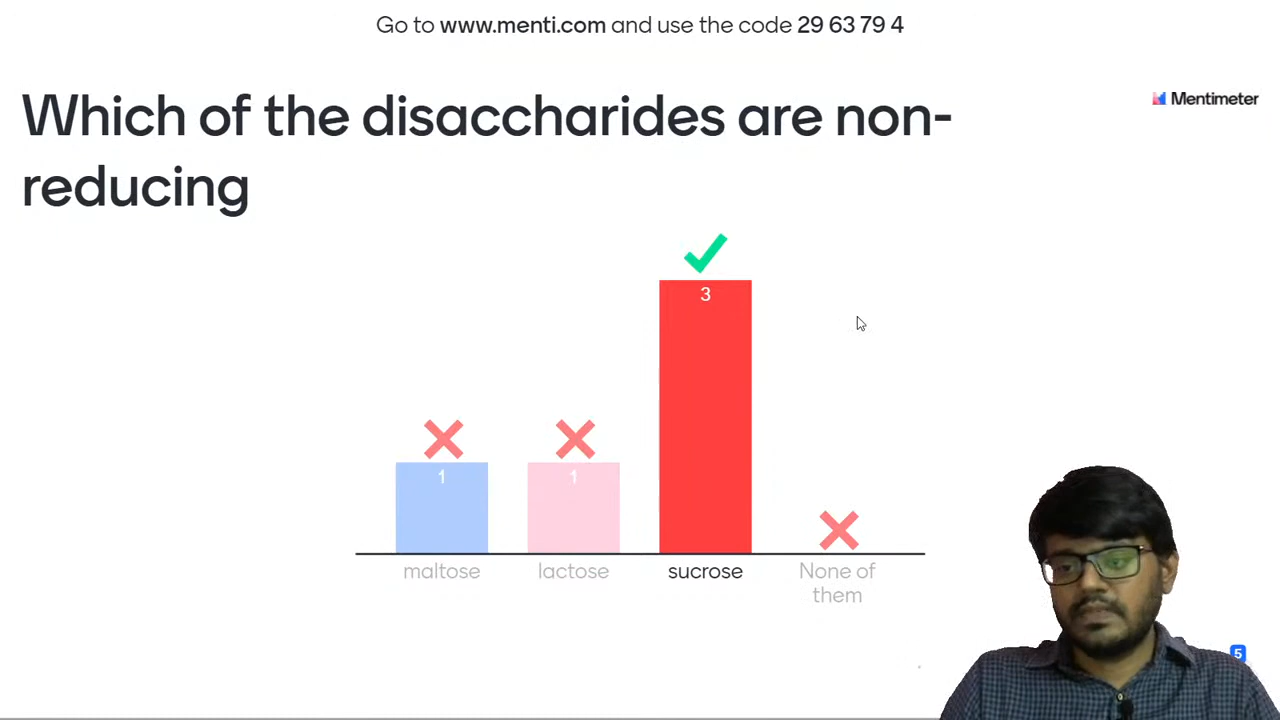 Go to www.menti.com and use the code 29 63 79 4
Which of the disaccharides are non-
reducing
Mentimeter
3
1
1
maltose
lactose
sucrose
None of
them
5